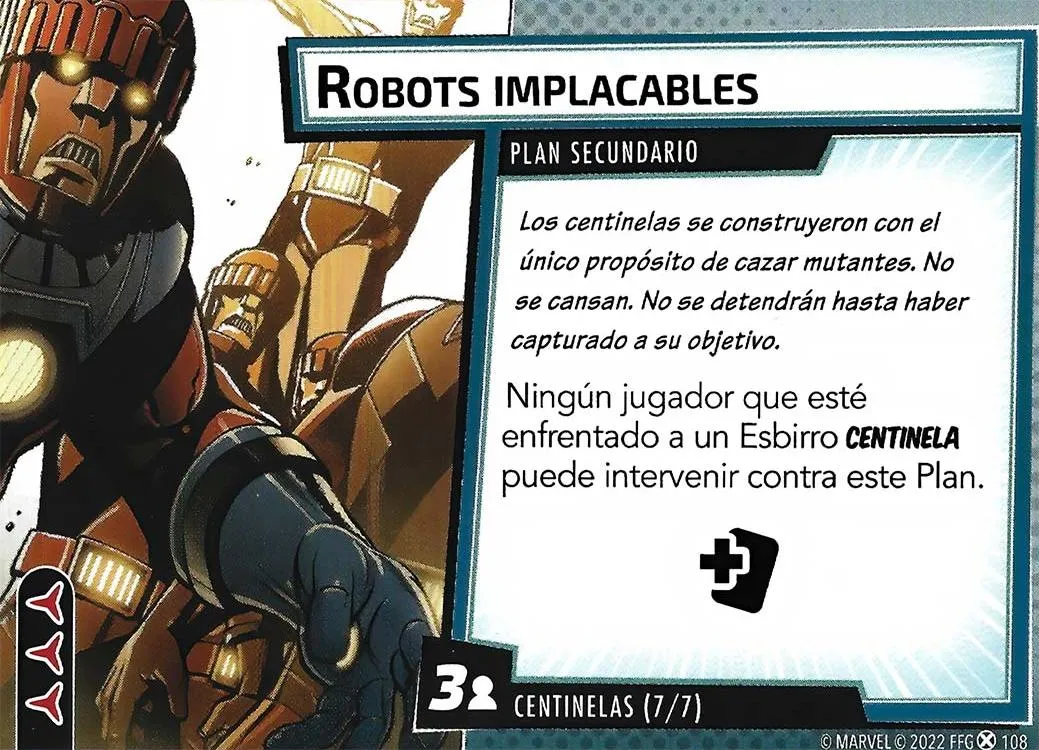 ROBOTS IMPLACABLES
PLAN SECUNDARIO
Los centinelas se construyeron con el
único propósito de cazar mutantes. No
se cansan. No se detendrán hasta haber
capturado a su objetivo.
Ningún jugador que esté
enfrentado a un Esbirro CENTINELA
puede intervenir contra este Plan.
3
CENTINELAS (7/7)
© MARVEL © 2022 FFG 108